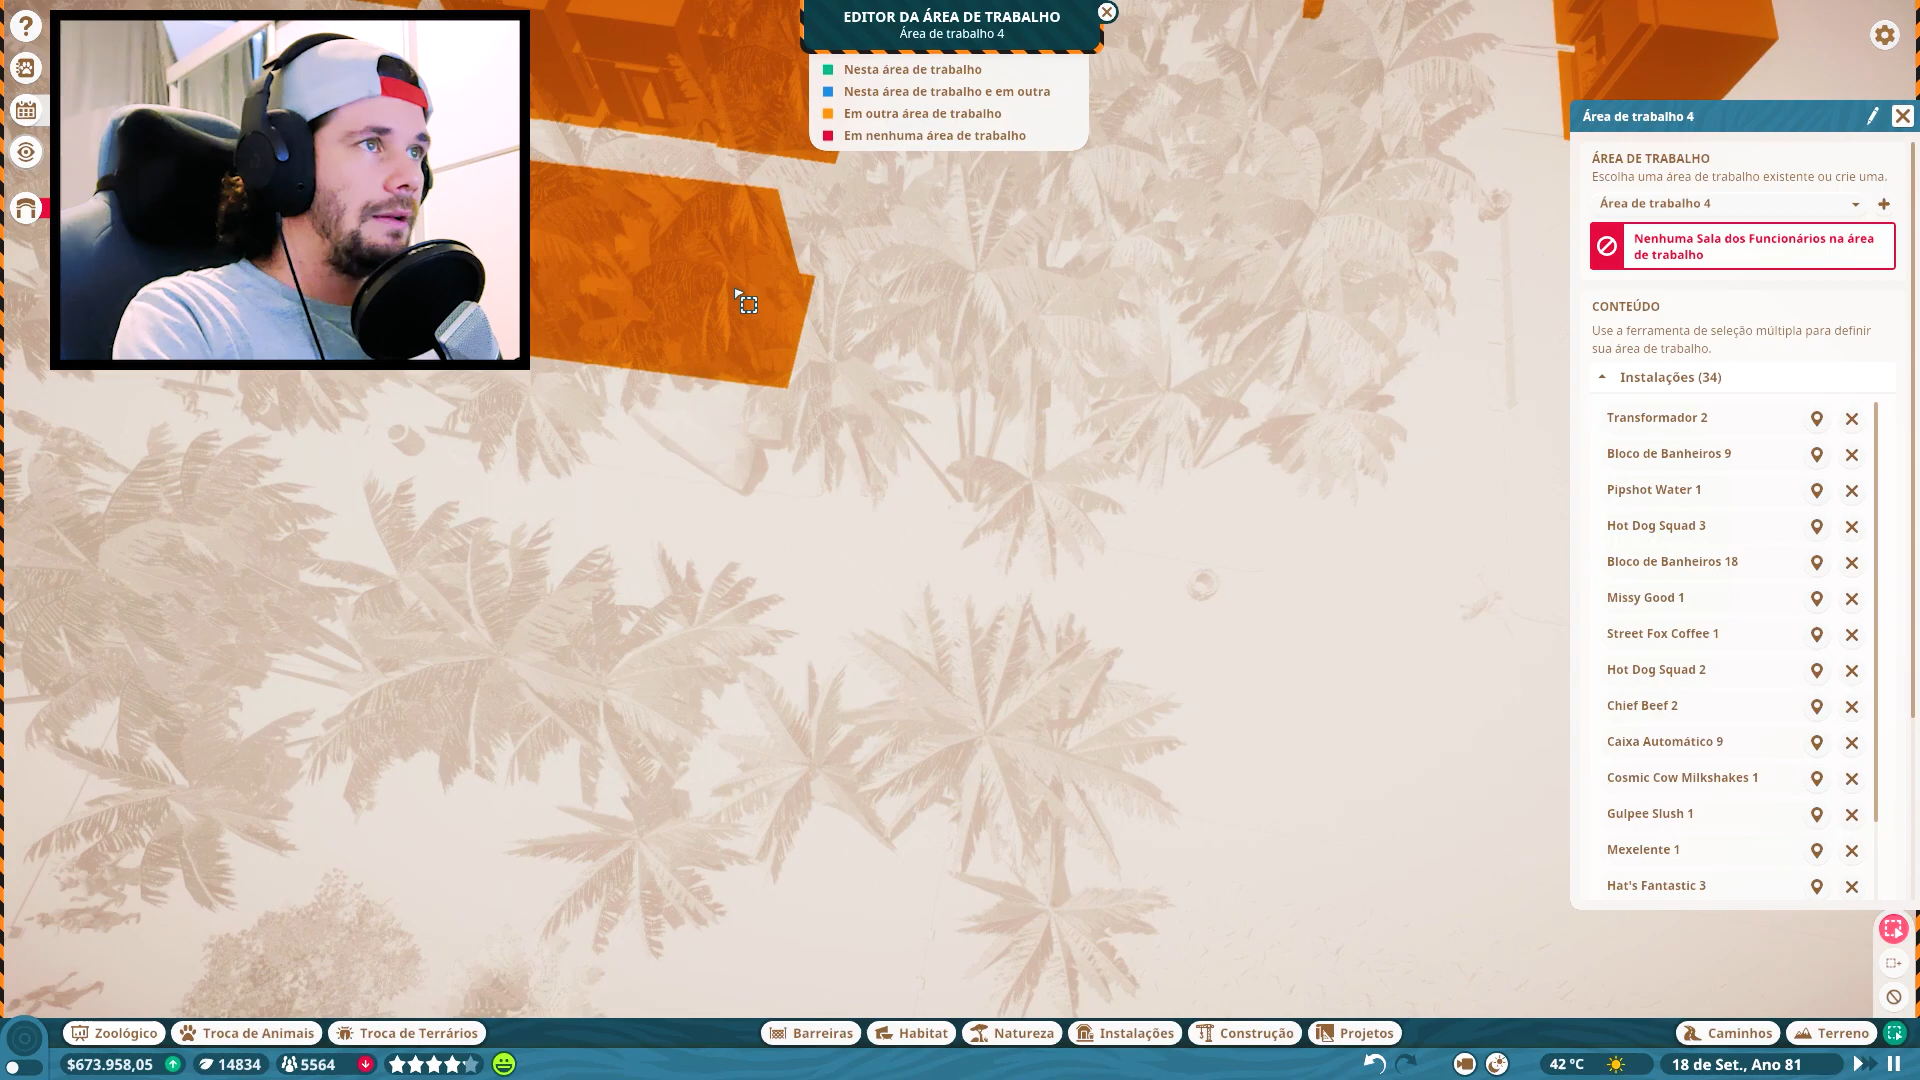 EDITOR DA ÁREA DE TRABALHO
Área de trabalho 4
Nesta área de trabalho
Nesta área de trabalho e em outra
Em outra área de trabalho
Em nenhuma área de trabalho
Área de trabalho 4
ÁREA DE TRABALHO
Escolha uma área de trabalho existente ou crie uma.
Área de trabalho 4
Nenhuma Sala dos Funcionários na área
de trabalho
CONTEÚDO
Use a ferramenta de seleção múltipla para definir
sua área de trabalho.
Instalações (34)
Transformador 2
Bloco de Banheiros 9
Pipshot Water 1
Hot Dog Squad 3
Bloco de Banheiros 18
Missy Good 1
Street Fox Coffee 1
Hot Dog Squad 2
Chief Beef 2
Caixa Automático 9
Cosmic Cow Milkshakes 1
Gulpee Slush 1
Mexelente 1
Hat's Fantastic 3
Zoológico
Troca de Animais
Troca de Terrários
Barreiras
Habitat
Natureza
Instalações
Construção
Projetos
Caminhos
Terreno
$673.958,05
14834
5564
42 °C
18 de Set., Ano 81